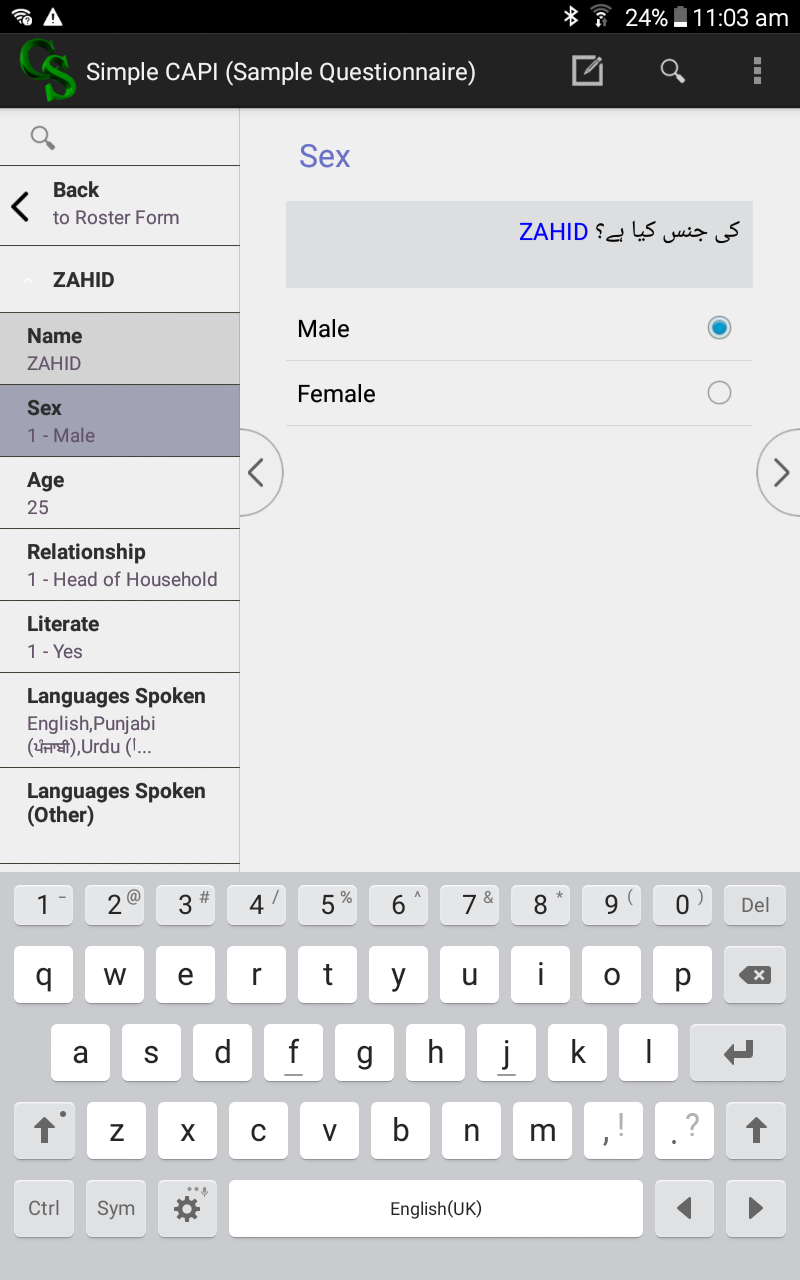 24% 11:03 am
CS
Simple CAPI (Sample Questionnaire)
Back
to Roster Form
ZAHID
Name
ZAHID
Sex
1 - Male
Age
25
Relationship
1 - Head of Household
Literate
1 - Yes
Languages Spoken
English,Punjabi
(ਪੰਜਾਬੀ),Urdu (ا...
Languages Spoken
(Other)
Sex
کی جنس کیا ہے؟ ZAHID
Male
Female
1 – 2 @ 3 # 4 / 5 % 6 ^ 7 & 8 * 9 ( 0 ) Del
q w e r t y u i o p
a s d f g h j k l
z x c v b n m , ! . ?
Ctrl Sym English(UK)